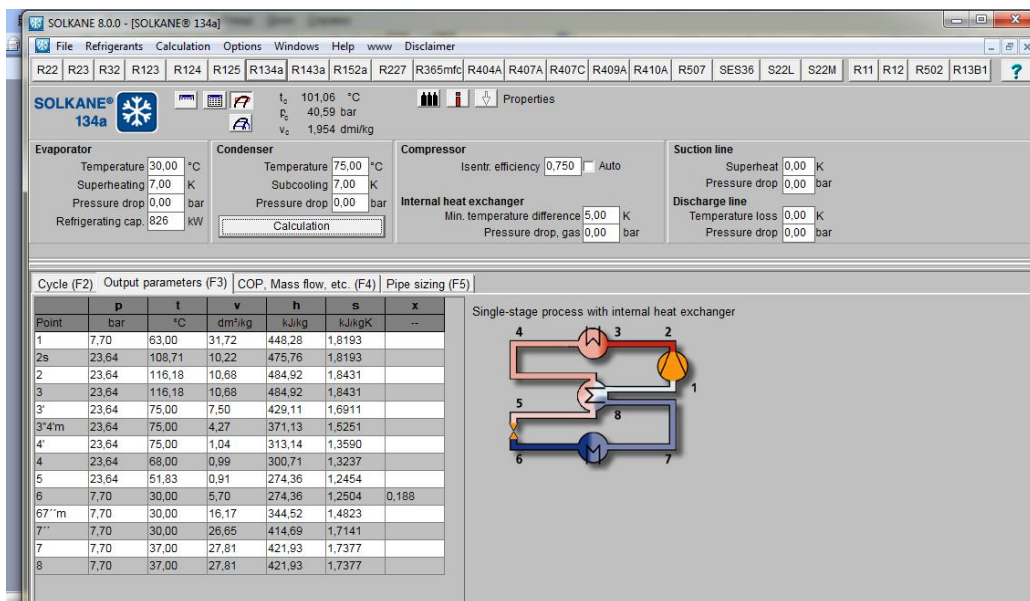 SOLKANE 8.0.0 - [SOLKANE® 134a]
File Refrigerants Calculation Options Windows Help www Disclaimer
R22 R23 R32 R123 R124 R125 R134a R143a R152a R227 R365mfc R404A R407A R407C R409A R410A R507 SES36 S22L S22M R11 R12 R502 R13B1 ?
SOLKANE® 134a
t c 101,06 °C
p c 40,59 bar
v c 1,954 dmi/kg
Properties
Evaporator
Temperature 30,00 °C
Superheating 7,00 K
Pressure drop 0,00 bar
Refrigerating cap. 826 kW
Condenser
Temperature 75,00 °C
Subcooling 7,00 K
Pressure drop 0,00 bar
Calculation
Compressor
Isentr. efficiency 0,750 Auto
Internal heat exchanger
Min. temperature difference 5,00 K
Pressure drop, gas 0,00 bar
Suction line
Superheat 0,00 K
Pressure drop 0,00 bar
Discharge line
Temperature loss 0,00 K
Pressure drop 0,00 bar
Cycle (F2) Output parameters (F3) COP, Mass flow, etc. (F4) Pipe sizing (F5)
p t v h s x
Point bar °C dm³/kg kJ/kg kJ/kgK --
1 7,70 63,00 31,72 448,28 1,8193
2s 23,64 108,71 10,22 475,76 1,8193
2 23,64 116,18 10,68 484,92 1,8431
3 23,64 116,18 10,68 484,92 1,8431
3' 23,64 75,00 7,50 429,11 1,6911
3"4'm 23,64 75,00 4,27 371,13 1,5251
4' 23,64 75,00 1,04 313,14 1,3590
4 23,64 68,00 0,99 300,71 1,3237
5 23,64 51,83 0,91 274,36 1,2454
6 7,70 30,00 5,70 274,36 1,2504 0,188
67´´m 7,70 30,00 16,17 344,52 1,4823
7´´ 7,70 30,00 26,65 414,69 1,7141
7 7,70 37,00 27,81 421,93 1,7377
8 7,70 37,00 27,81 421,93 1,7377
Single-stage process with internal heat exchanger
4 3 2
1
5
8
6 7